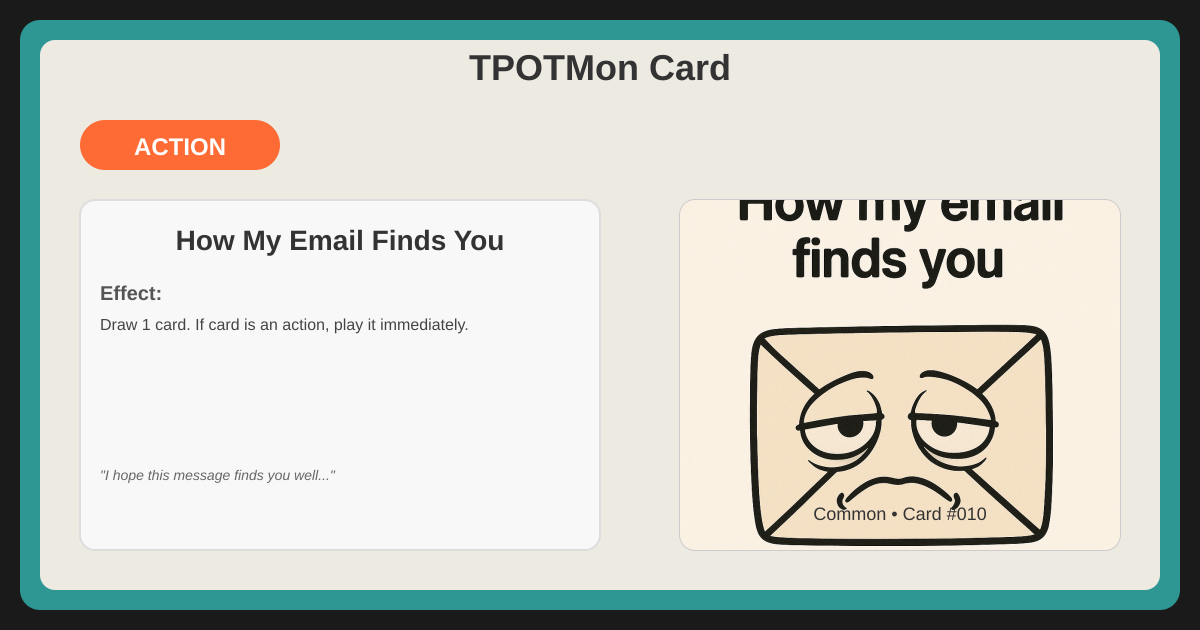 TPOTMon Card
ACTION
How My Email Finds You
Effect:
Draw 1 card. If card is an action, play it immediately.
"I hope this message finds you well..."
How my email
finds you
Common • Card #010